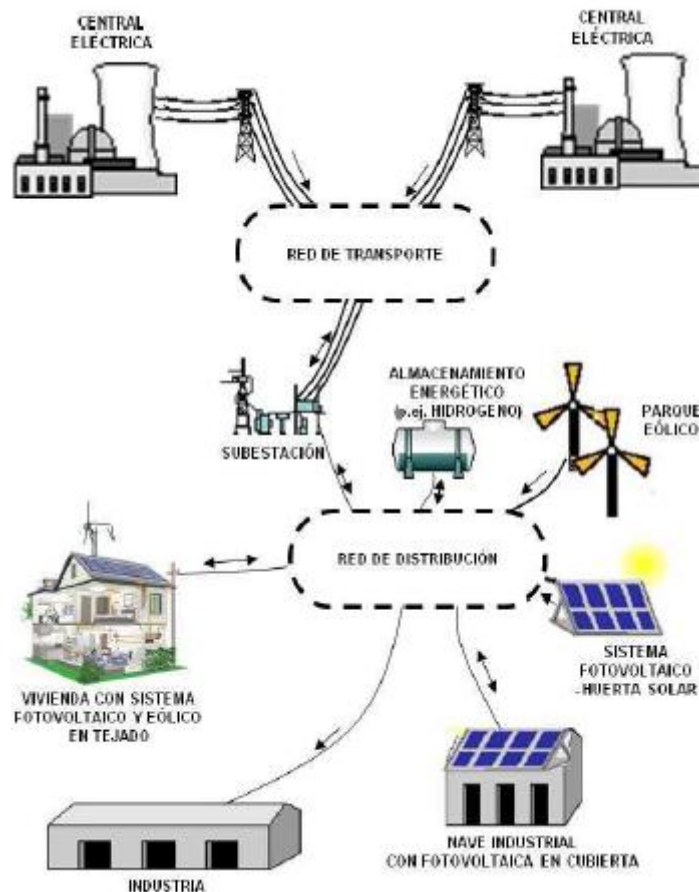 CENTRAL
ELÉCTRICA
CENTRAL
ELÉCTRICA
RED DE TRANSPORTE
ALMACENAMIENTO
ENERGÉTICO
(p.ej. HIDROGENO)
PARQUE
EÓLICO
SUBESTACIÓN
RED DE DISTRIBUCIÓN
SISTEMA
FOTOVOLTAICO
-HUERTA SOLAR
VIVIENDA CON SISTEMA
FOTOVOLTAICO Y EÓLICO
EN TEJADO
NAVE INDUSTRIAL
CON FOTOVOLTAICA EN CUBIERTA
INDUSTRIA